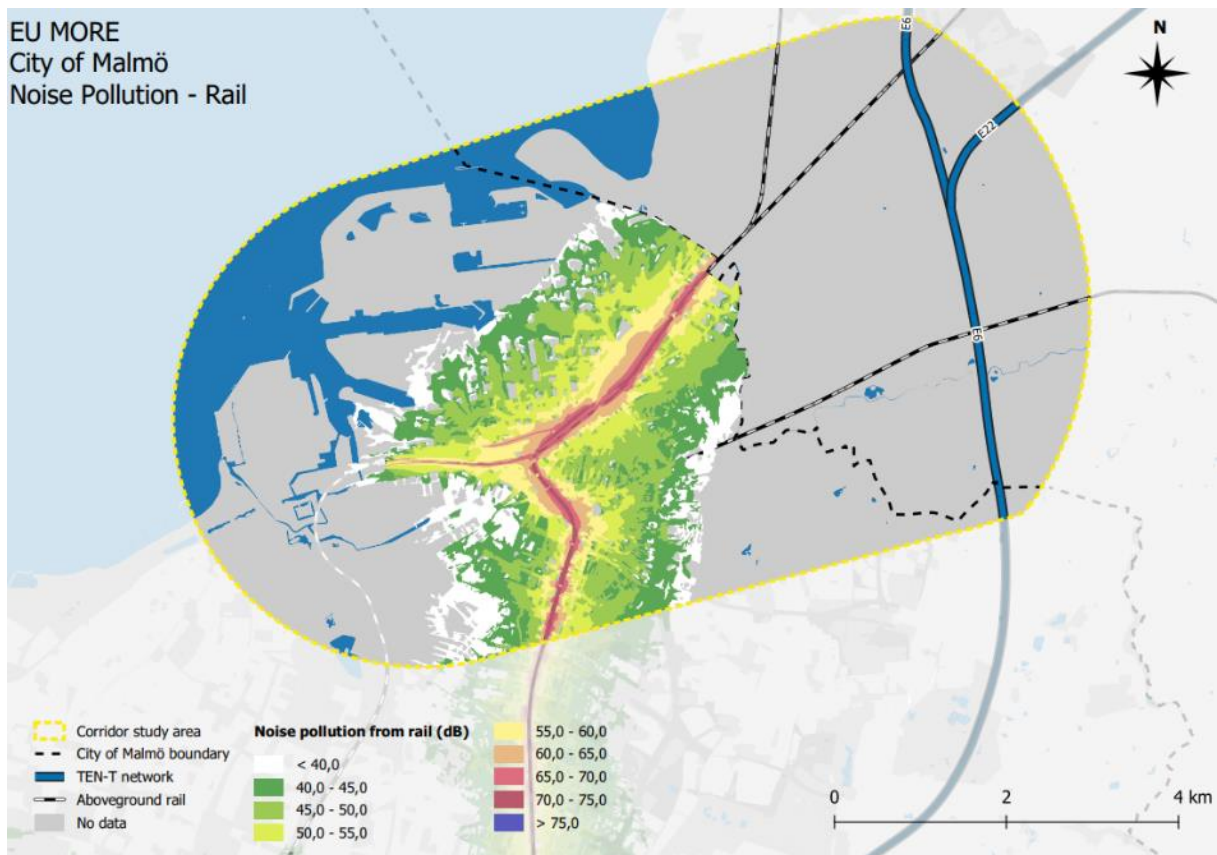 EU MORE
City of Malmö
Noise Pollution - Rail
N
E6
E22
E6
Corridor study area
City of Malmö boundary
TEN-T network
Aboveground rail
No data
Noise pollution from rail (dB)
< 40,0
40,0 - 45,0
45,0 - 50,0
50,0 - 55,0
55,0 - 60,0
60,0 - 65,0
65,0 - 70,0
70,0 - 75,0
> 75,0
0 2 4 km